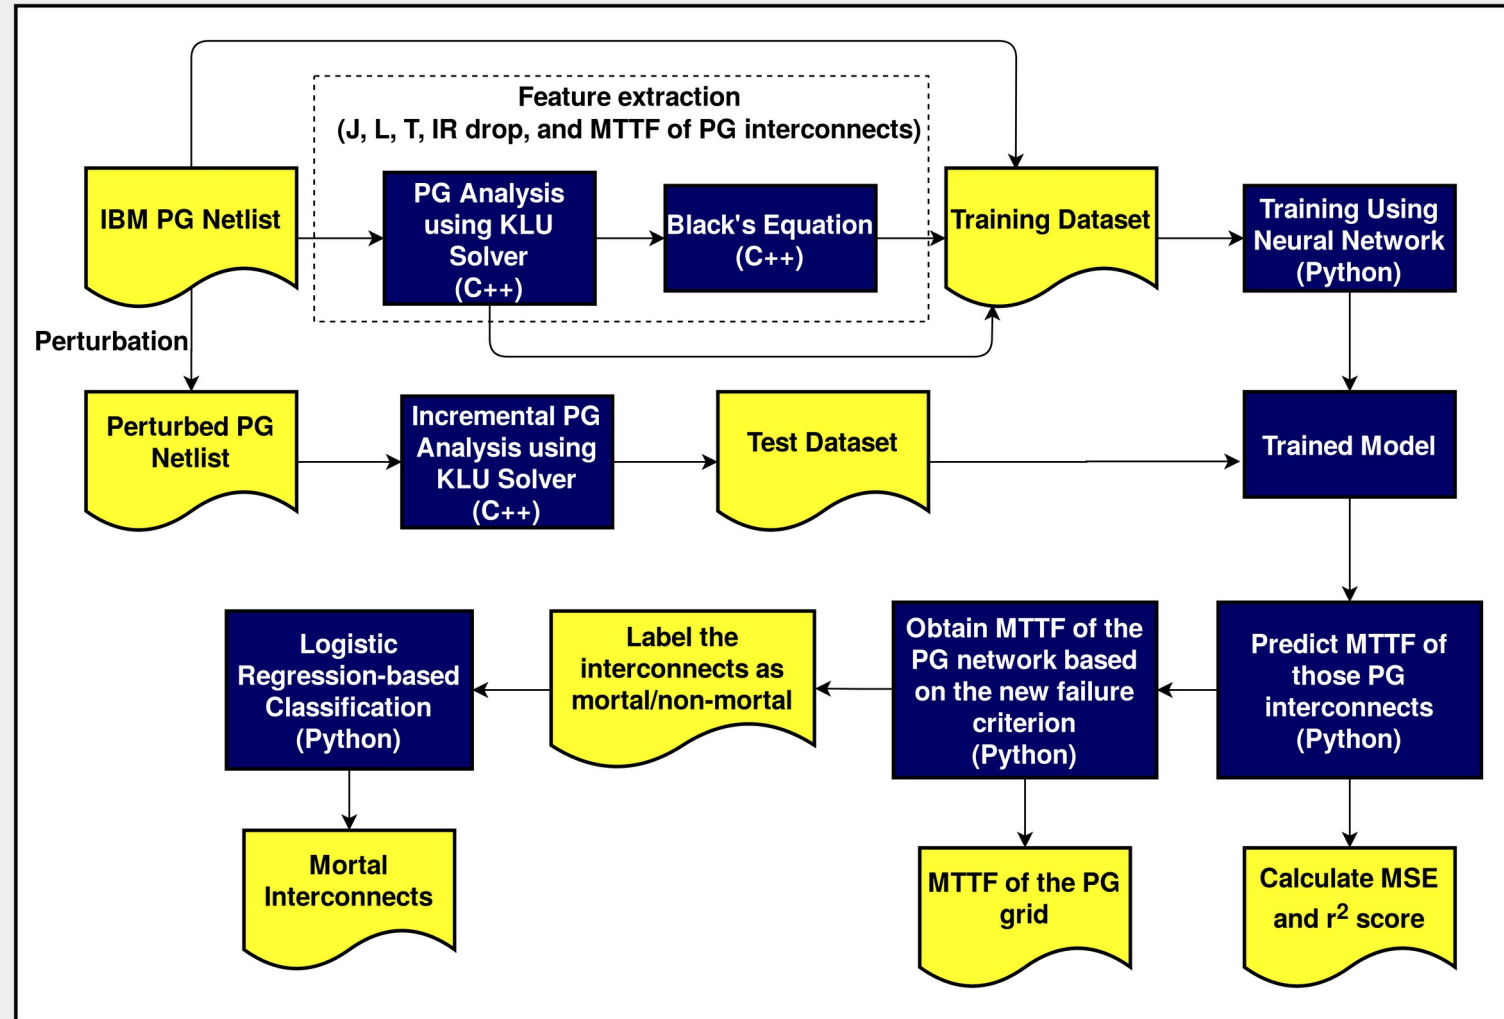 Feature extraction
(J, L, T, IR drop, and MTTF of PG interconnects)
IBM PG Netlist
PG Analysis
using KLU
Solver
(C++)
Black's Equation
(C++)
Training Dataset
Training Using
Neural Network
(Python)
Perturbation
Perturbed PG
Netlist
Incremental PG
Analysis using
KLU Solver
(C++)
Test Dataset
Trained Model
Logistic
Regression-based
Classification
(Python)
Label the
interconnects as
mortal/non-mortal
Obtain MTTF of the
PG network based
on the new failure
criterion
(Python)
Predict MTTF of
those PG
interconnects
(Python)
Mortal
Interconnects
MTTF of the PG
grid
Calculate MSE
and r² score